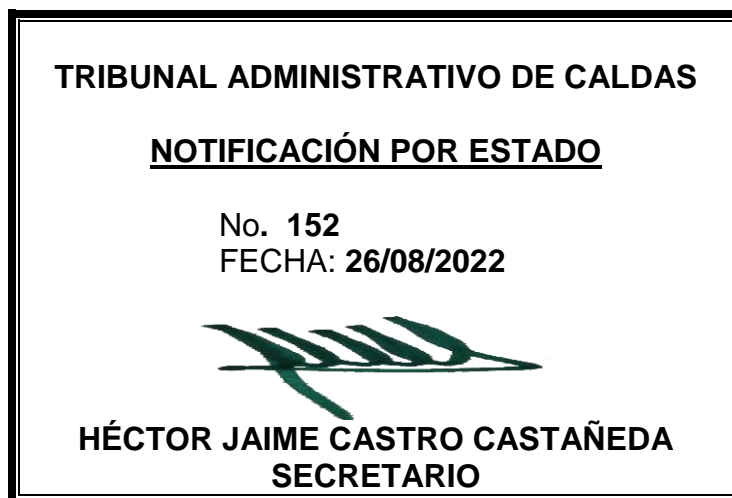 TRIBUNAL ADMINISTRATIVO DE CALDAS
NOTIFICACIÓN POR ESTADO
No. 152
FECHA: 26/08/2022
HÉCTOR JAIME CASTRO CASTAÑEDA
SECRETARIO